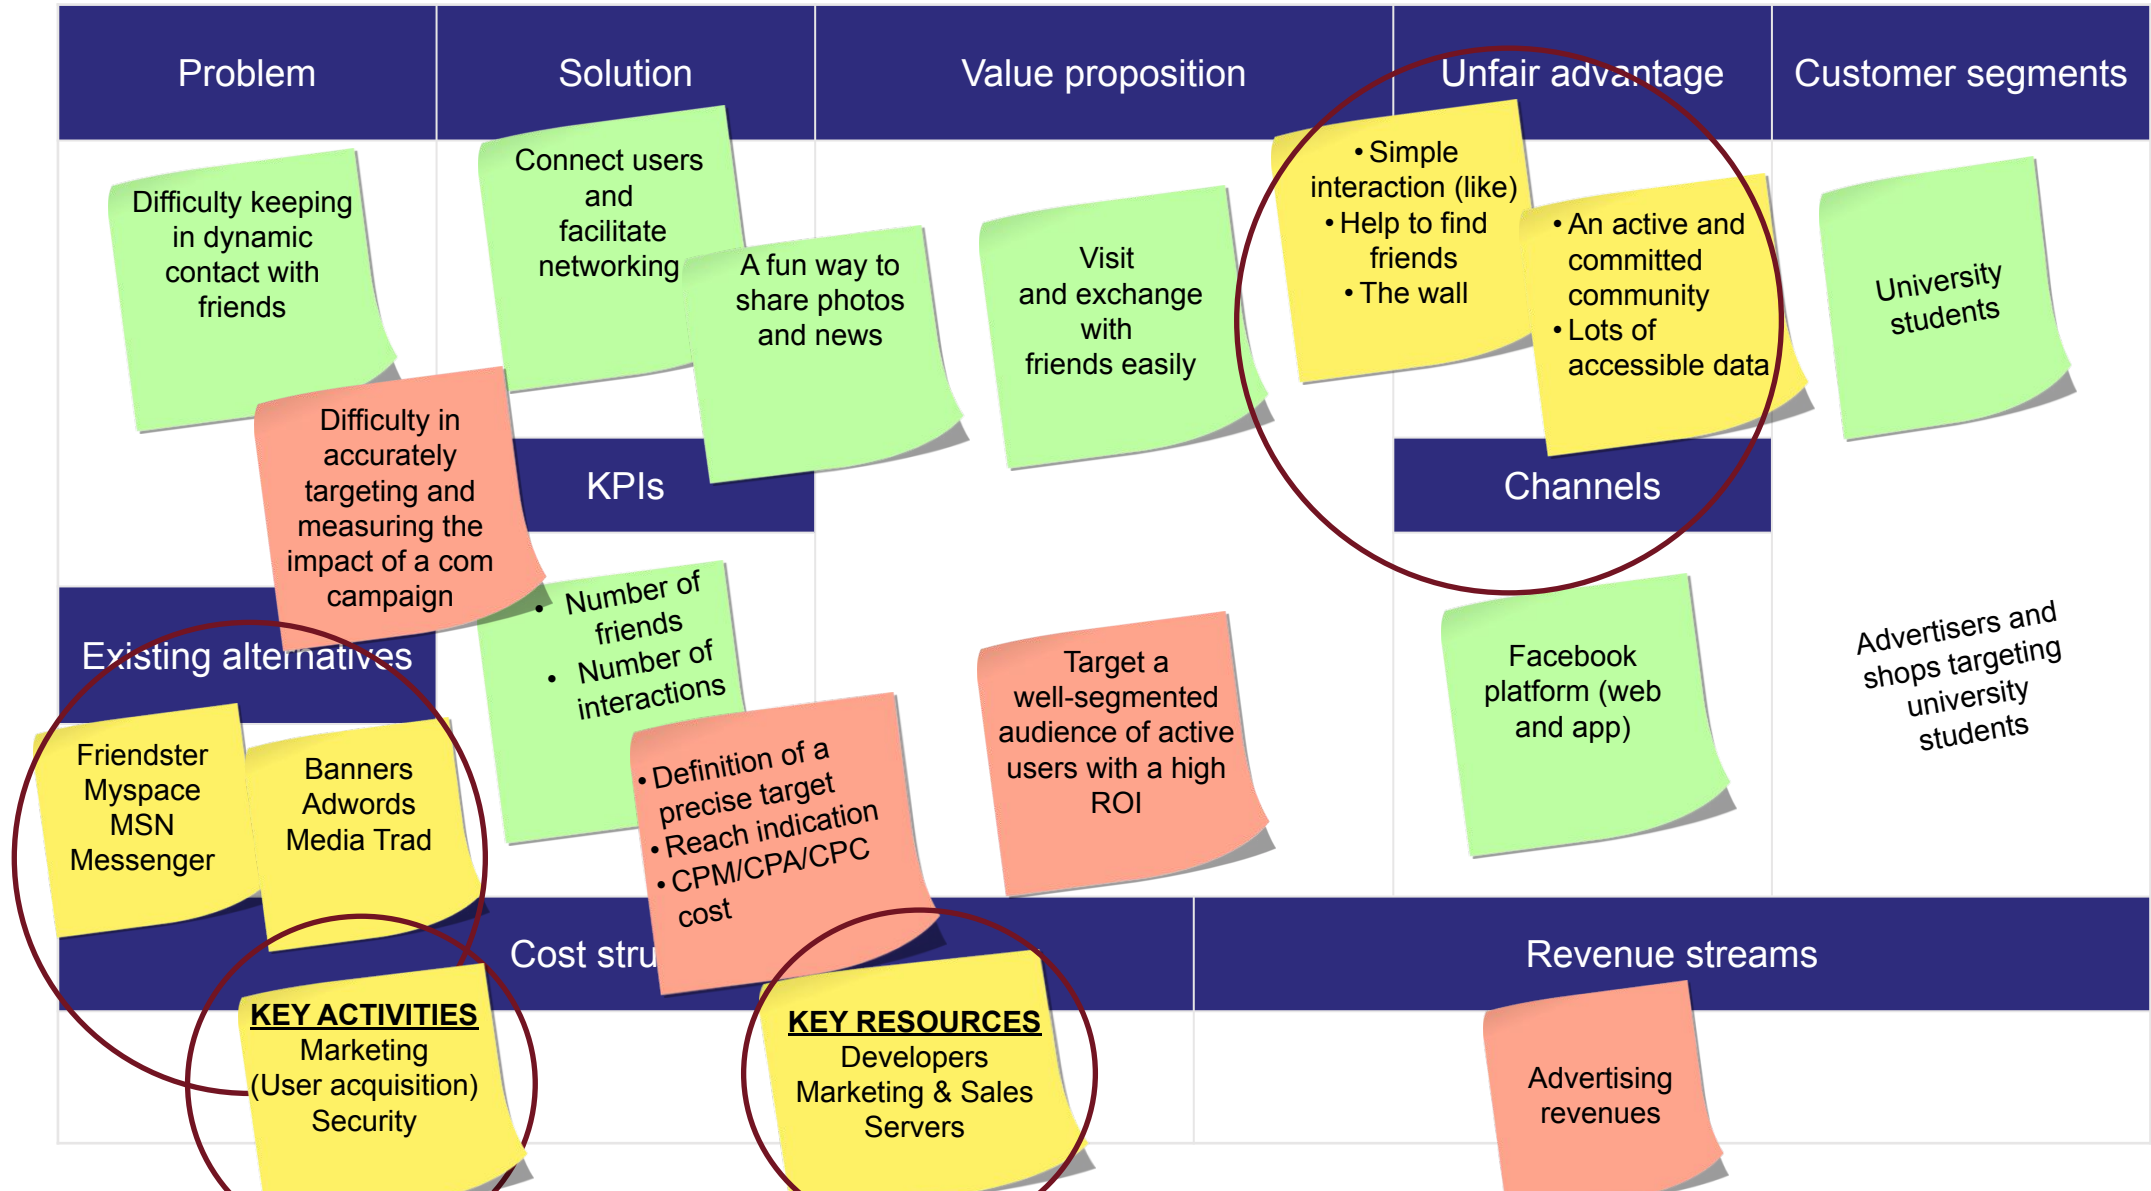 Problem
Solution
Value proposition
Unfair advantage
Customer segments
Difficulty keeping
in dynamic
contact with
friends
Difficulty in
accurately
targeting and
measuring the
impact of a com
campaign
Connect users
and
facilitate
networking
A fun way to
share photos
and news
Visit
and exchange
with
friends easily
• Simple
interaction (like)
• Help to find
friends
• The wall
• An active and
committed
community
• Lots of
accessible data
University
students
KPIs
Channels
• Number of
friends
• Number of
interactions
• Definition of a
precise target
• Reach indication
• CPM/CPA/CPC
cost
Target a
well-segmented
audience of active
users with a high
ROI
Facebook
platform (web
and app)
Advertisers and
shops targeting
university
students
Existing alternatives
Friendster
Myspace
MSN
Messenger
Banners
Adwords
Media Trad
Cost stru
Revenue streams
KEY ACTIVITIES
Marketing
(User acquisition)
Security
KEY RESOURCES
Developers
Marketing & Sales
Servers
Advertising
revenues